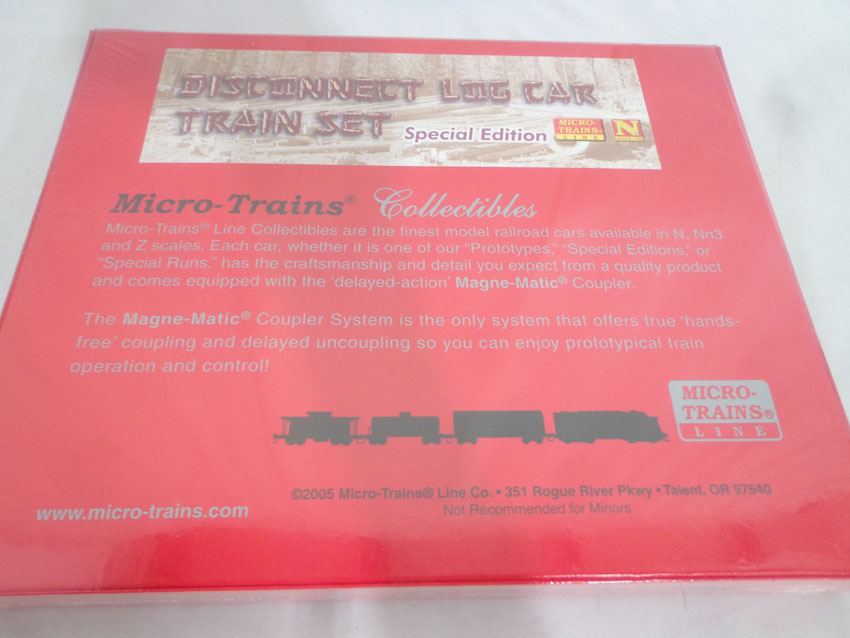 DISCONNECT LOG CAR
TRAIN SET Special Edition
MICRO-
TRAINS
LINE
N
Micro-Trains® Collectibles
Micro-Trains® Line Collectibles are the finest model railroad cars available in N, Nn3
and Z scales. Each car, whether it is one of our "Prototypes," "Special Editions," or
"Special Runs," has the craftsmanship and detail you expect from a quality product
and comes equipped with the 'delayed-action' Magne-Matic® Coupler.
The Magne-Matic® Coupler System is the only system that offers true 'hands-
free' coupling and delayed uncoupling so you can enjoy prototypical train
operation and control!
MICRO-
TRAINS®
LINE
©2005 Micro-Trains® Line Co. • 351 Rogue River Pkwy • Talent, OR 97540
www.micro-trains.com
Not Recommended for Minors